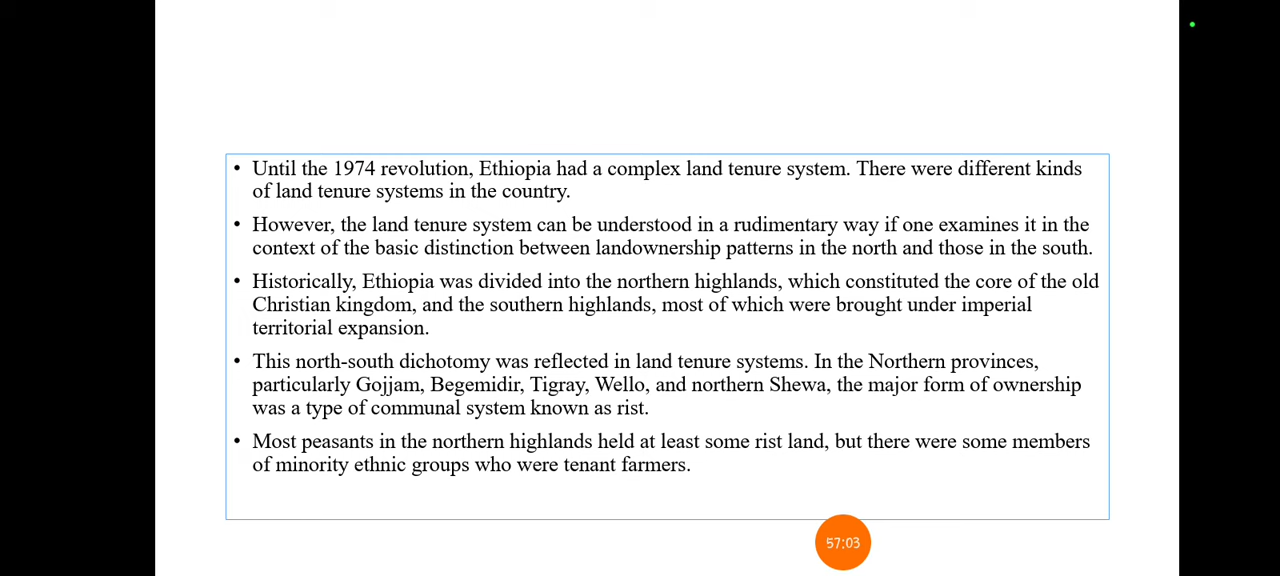 • Until the 1974 revolution, Ethiopia had a complex land tenure system. There were different kinds
of land tenure systems in the country.
• However, the land tenure system can be understood in a rudimentary way if one examines it in the
context of the basic distinction between landownership patterns in the north and those in the south.
• Historically, Ethiopia was divided into the northern highlands, which constituted the core of the old
Christian kingdom, and the southern highlands, most of which were brought under imperial
territorial expansion.
• This north-south dichotomy was reflected in land tenure systems. In the Northern provinces,
particularly Gojjam, Begemidir, Tigray, Wello, and northern Shewa, the major form of ownership
was a type of communal system known as rist.
• Most peasants in the northern highlands held at least some rist land, but there were some members
of minority ethnic groups who were tenant farmers.
57:03